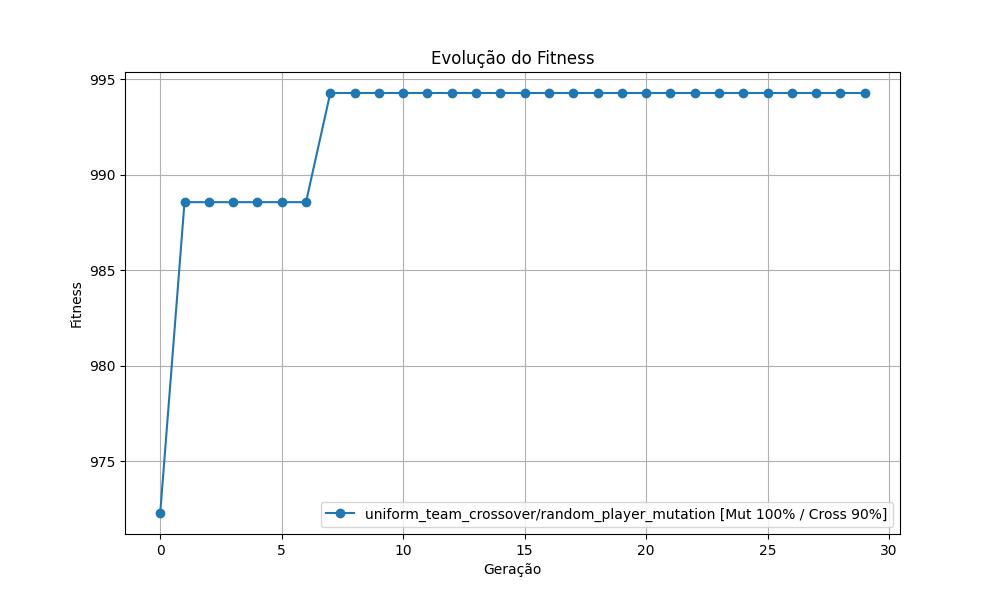 Evolução do Fitness
Fitness
995
990
985
980
975
0 5 10 15 20 25 30
Geração
uniform_team_crossover/random_player_mutation [Mut 100% / Cross 90%]